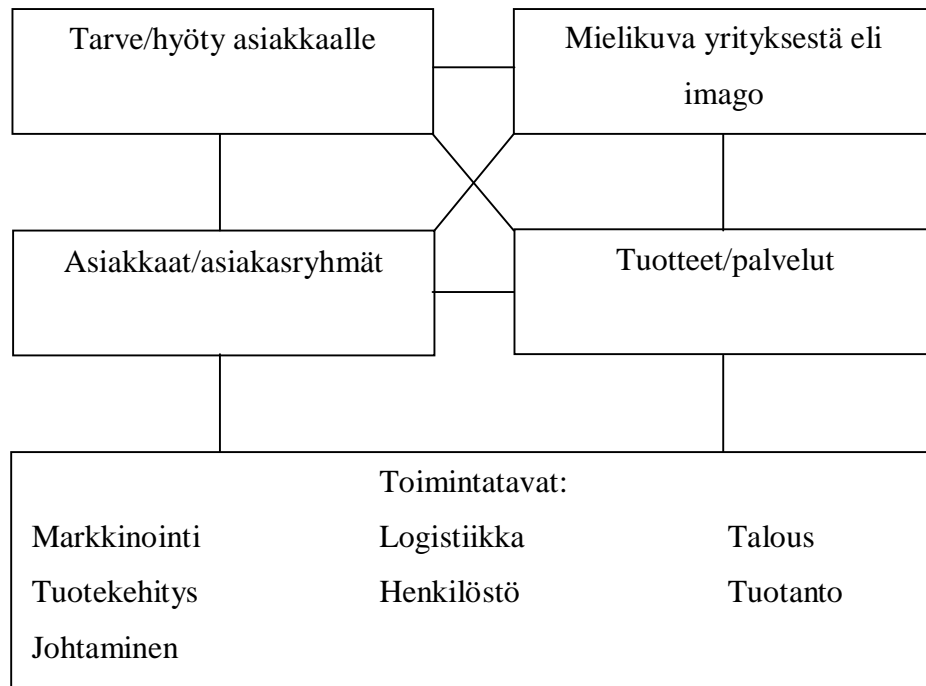 Tarve/hyöty asiakkaalle
Mielikuva yrityksestä eli
imago
Asiakkaat/asiakasryhmät
Tuotteet/palvelut
Toimintatavat:
Markkinointi Logistiikka Talous
Tuotekehitys Henkilöstö Tuotanto
Johtaminen